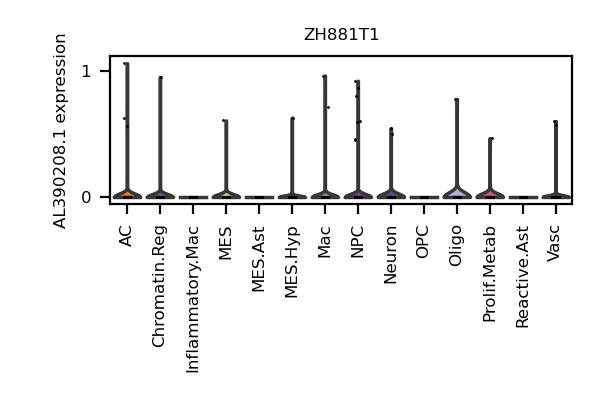 ZH881T1
AL390208.1 expression
1
0
AC
Chromatin.Reg
Inflammatory.Mac
MES
MES.Ast
MES.Hyp
Mac
NPC
Neuron
OPC
Oligo
Prolif.Metab
Reactive.Ast
Vasc